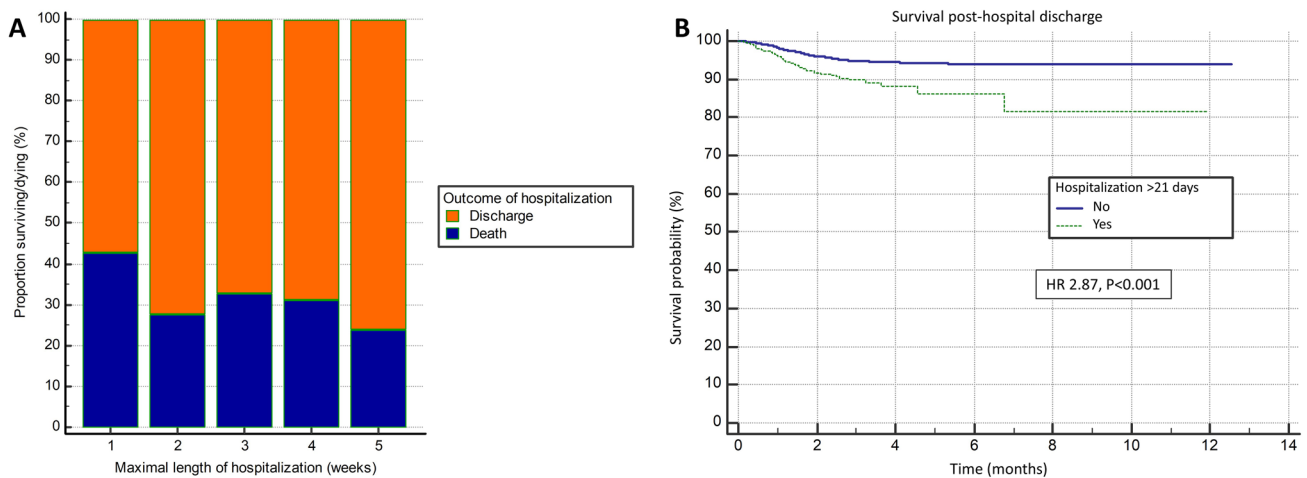 A
Proportion surviving/dying (%)
100
90
80
70
60
50
40
30
20
10
0
1 2 3 4 5
Maximal length of hospitalization (weeks)
Outcome of hospitalization
Discharge
Death
B
Survival post-hospital discharge
Survival probability (%)
100
90
80
70
60
50
40
30
20
10
0
0 2 4 6 8 10 12 14
Time (months)
Hospitalization >21 days
No
Yes
HR 2.87, P<0.001